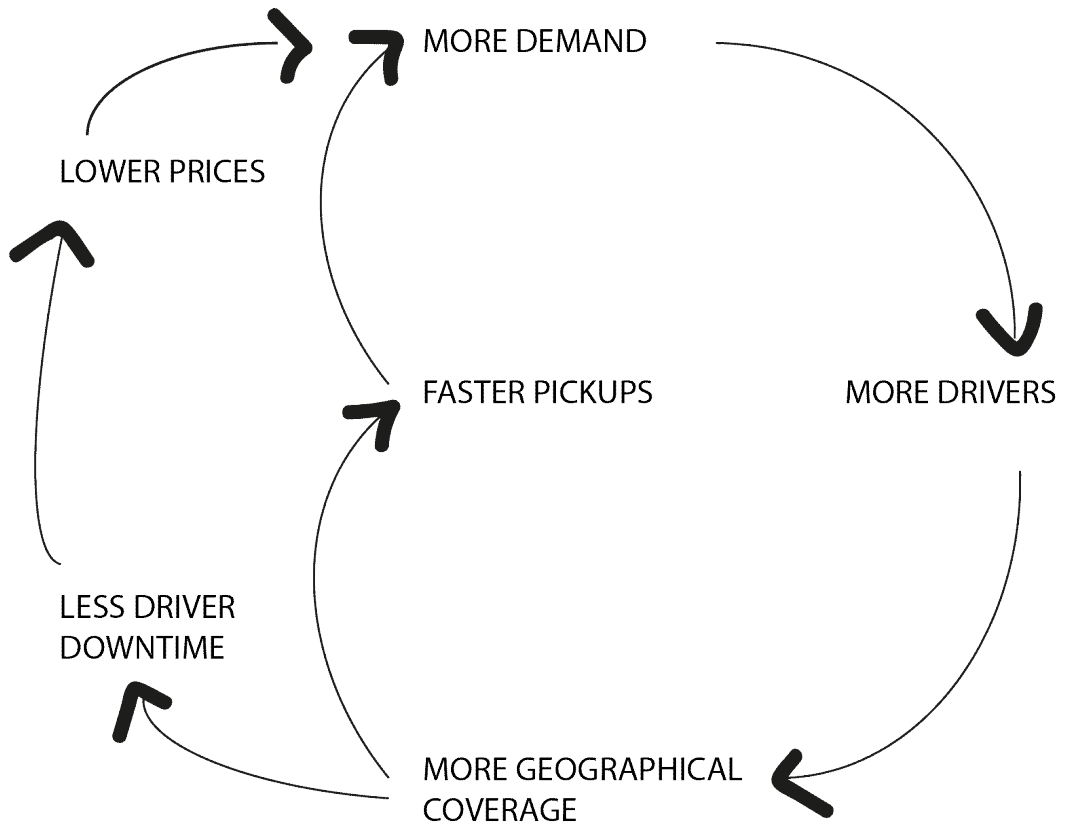 MORE DEMAND
LOWER PRICES
FASTER PICKUPS
MORE DRIVERS
LESS DRIVER
DOWNTIME
MORE GEOGRAPHICAL
COVERAGE